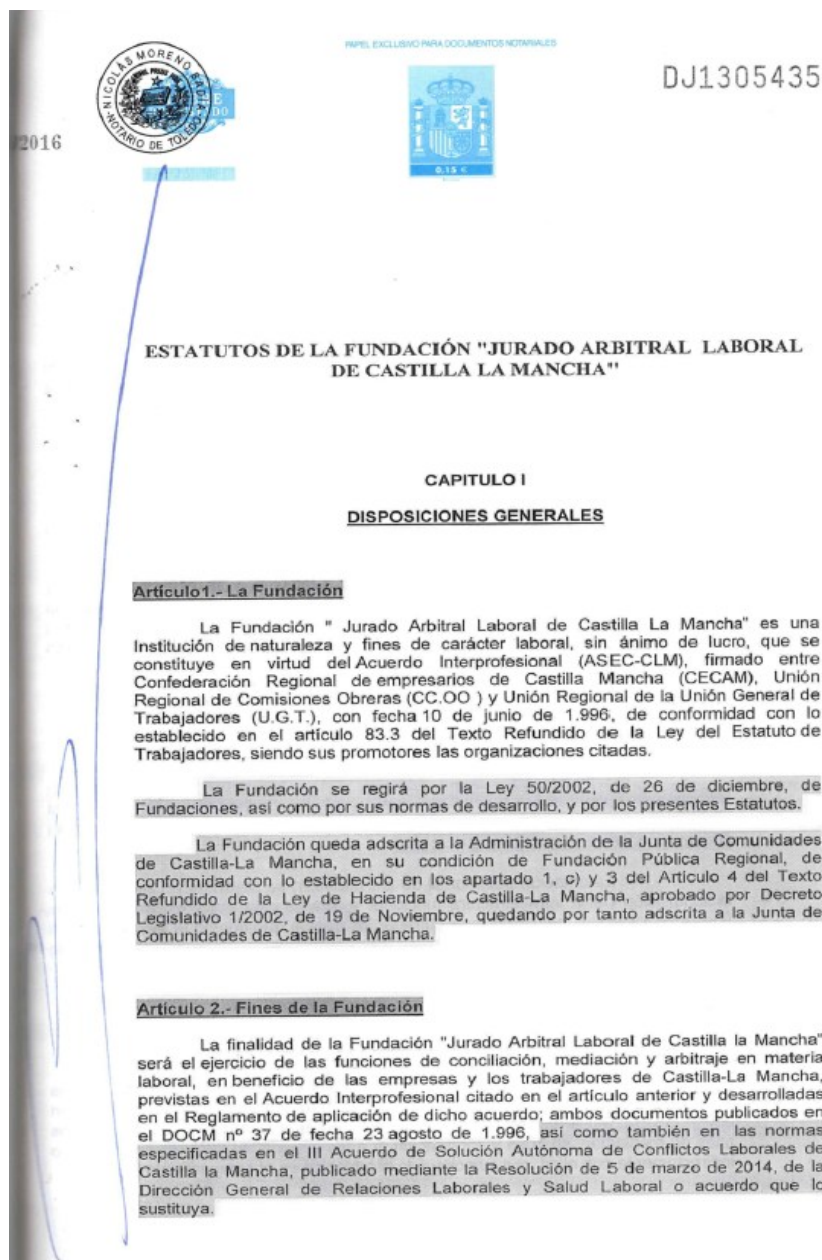 PAPEL EXCLUSIVO PARA DOCUMENTOS NOTARIALES
DJ1305435
NICOLÁS MORENO BADÍA
NOTARIO DE TOLEDO
2016
0,15 €
ESTATUTOS DE LA FUNDACIÓN "JURADO ARBITRAL LABORAL
DE CASTILLA LA MANCHA"
CAPITULO I
DISPOSICIONES GENERALES
Artículo1.- La Fundación
La Fundación " Jurado Arbitral Laboral de Castilla La Mancha" es una
Institución de naturaleza y fines de carácter laboral, sin ánimo de lucro, que se
constituye en virtud del Acuerdo Interprofesional (ASEC-CLM), firmado entre
Confederación Regional de empresarios de Castilla Mancha (CECAM), Unión
Regional de Comisiones Obreras (CC.OO ) y Unión Regional de la Unión General de
Trabajadores (U.G.T.), con fecha 10 de junio de 1.996, de conformidad con lo
establecido en el artículo 83.3 del Texto Refundido de la Ley del Estatuto de
Trabajadores, siendo sus promotores las organizaciones citadas.
La Fundación se regirá por la Ley 50/2002, de 26 de diciembre, de
Fundaciones, así como por sus normas de desarrollo, y por los presentes Estatutos.
La Fundación queda adscrita a la Administración de la Junta de Comunidades
de Castilla-La Mancha, en su condición de Fundación Pública Regional, de
conformidad con lo establecido en los apartado 1, c) y 3 del Artículo 4 del Texto
Refundido de la Ley de Hacienda de Castilla-La Mancha, aprobado por Decreto
Legislativo 1/2002, de 19 de Noviembre, quedando por tanto adscrita a la Junta de
Comunidades de Castilla-La Mancha.
Artículo 2.- Fines de la Fundación
La finalidad de la Fundación "Jurado Arbitral Laboral de Castilla la Mancha"
será el ejercicio de las funciones de conciliación, mediación y arbitraje en materia
laboral, en beneficio de las empresas y los trabajadores de Castilla-La Mancha,
previstas en el Acuerdo Interprofesional citado en el artículo anterior y desarrolladas
en el Reglamento de aplicación de dicho acuerdo; ambos documentos publicados en
el DOCM nº 37 de fecha 23 agosto de 1.996, así como también en las normas
especificadas en el III Acuerdo de Solución Autónoma de Conflictos Laborales de
Castilla la Mancha, publicado mediante la Resolución de 5 de marzo de 2014, de la
Dirección General de Relaciones Laborales y Salud Laboral o acuerdo que lo
sustituya.